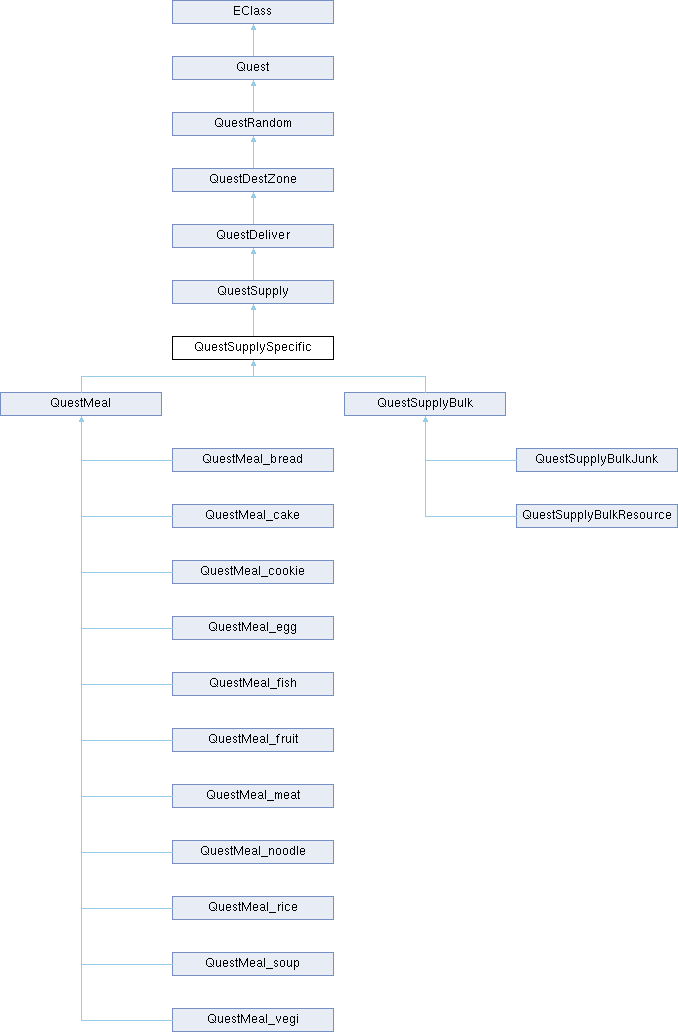 EClass
Quest
QuestRandom
QuestDestZone
QuestDeliver
QuestSupply
QuestSupplySpecific
QuestMeal
QuestSupplyBulk
QuestMeal_bread
QuestSupplyBulkJunk
QuestMeal_cake
QuestSupplyBulkResource
QuestMeal_cookie
QuestMeal_egg
QuestMeal_fish
QuestMeal_fruit
QuestMeal_meat
QuestMeal_noodle
QuestMeal_rice
QuestMeal_soup
QuestMeal_vegi